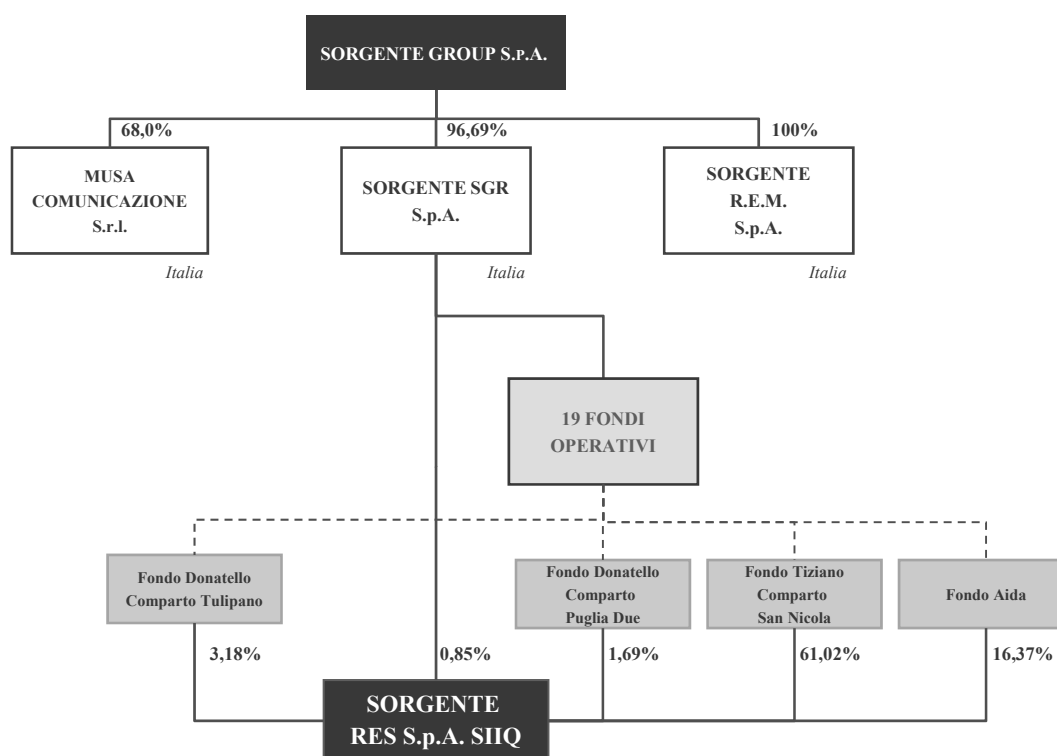 SORGENTE GROUP S.P.A.
68,0%
96,69%
100%
MUSA
COMUNICAZIONE
S.r.l.
SORGENTE SGR
S.p.A.
SORGENTE
R.E.M.
S.p.A.
Italia
Italia
Italia
19 FONDI
OPERATIVI
Fondo Donatello
Comparto Tulipano
Fondo Donatello
Comparto
Puglia Due
Fondo Tiziano
Comparto
San Nicola
Fondo Aida
3,18%
0,85%
1,69%
61,02%
16,37%
SORGENTE
RES S.p.A. SIIQ